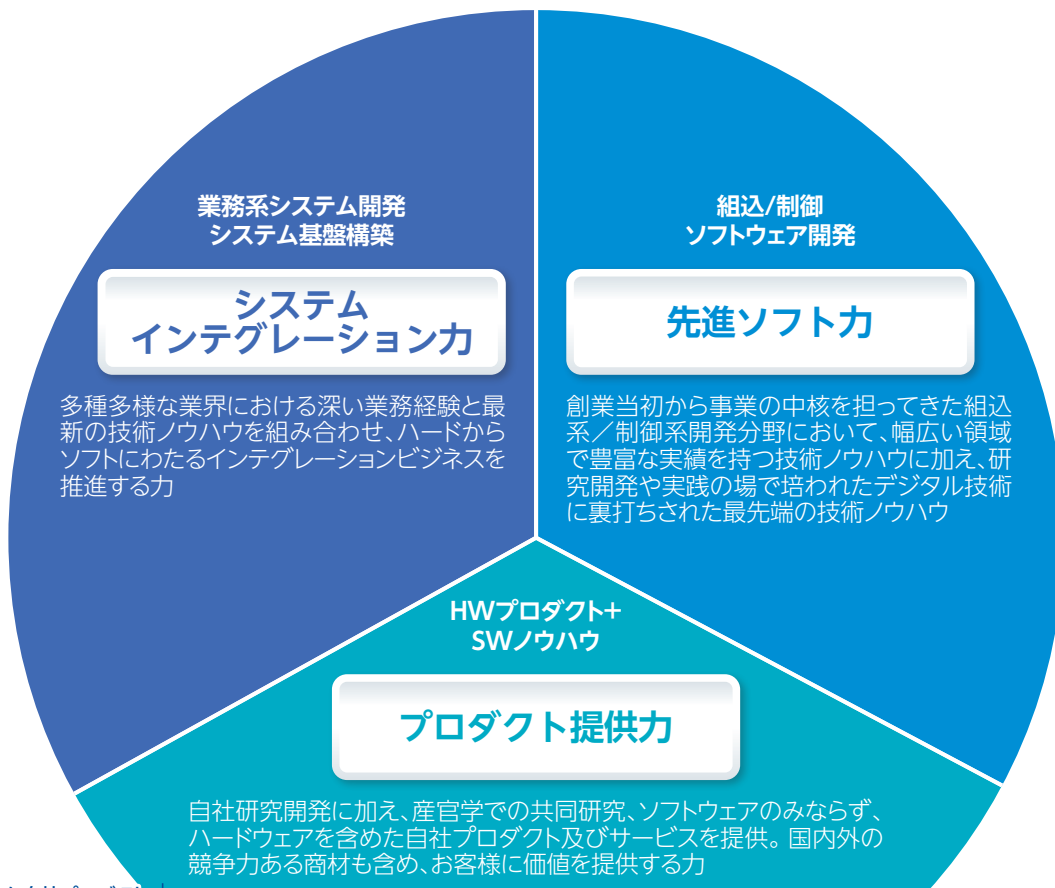 業務系システム開発
システム基盤構築
システム
インテグレーション力
多種多様な業界における深い業務経験と最
新の技術ノウハウを組み合わせ、ハードから
ソフトにわたるインテグレーションビジネスを
推進する力
組込/制御
ソフトウェア開発
先進ソフト力
創業当初から事業の中核を担ってきた組込
系／制御系開発分野において、幅広い領域
で豊富な実績を持つ技術ノウハウに加え、研
究開発や実践の場で培われたデジタル技術
に裏打ちされた最先端の技術ノウハウ
HWプロダクト＋
SWノウハウ
プロダクト提供力
自社研究開発に加え、産官学での共同研究、ソフトウェアのみならず、
ハードウェアを含めた自社プロダクト及びサービスを提供。国内外の
競争力ある商材も含め、お客様に価値を提供する力